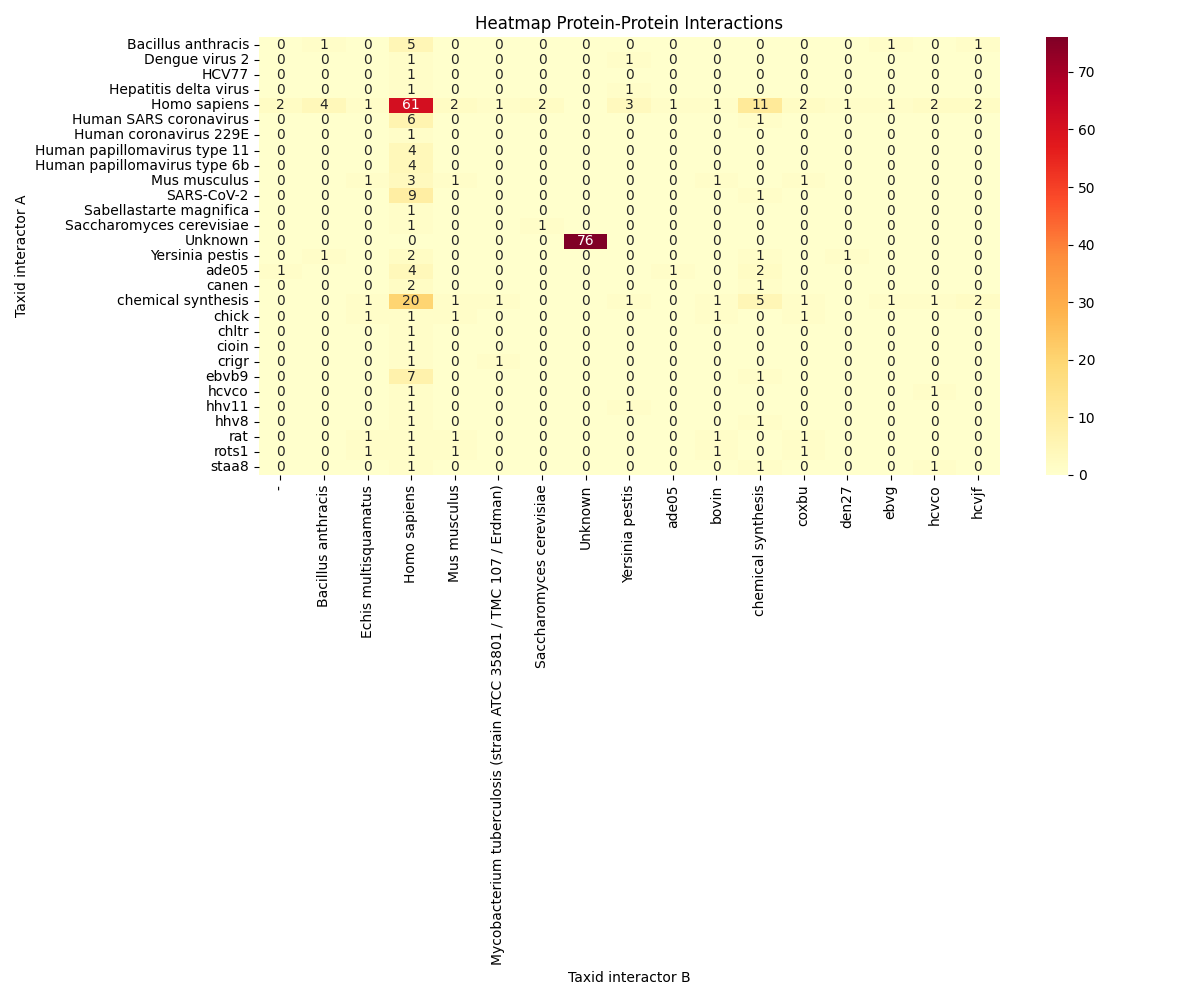 Heatmap Protein-Protein Interactions
Taxid interactor A
Bacillus anthracis 0 1 0 5 0 0 0 0 0 0 0 0 0 0 1 0 1
Dengue virus 2 0 0 0 1 0 0 0 0 1 0 0 0 0 0 0 0 0
HCV77 0 0 0 1 0 0 0 0 0 0 0 0 0 0 0 0 0
Hepatitis delta virus 0 0 0 1 0 0 0 0 1 0 0 0 0 0 0 0 0
Homo sapiens 2 4 1 61 2 1 2 0 3 1 1 11 2 1 1 2 2
Human SARS coronavirus 0 0 0 6 0 0 0 0 0 0 0 1 0 0 0 0 0
Human coronavirus 229E 0 0 0 1 0 0 0 0 0 0 0 0 0 0 0 0 0
Human papillomavirus type 11 0 0 0 4 0 0 0 0 0 0 0 0 0 0 0 0 0
Human papillomavirus type 6b 0 0 0 4 0 0 0 0 0 0 0 0 0 0 0 0 0
Mus musculus 0 0 1 3 1 0 0 0 0 0 1 0 1 0 0 0 0
SARS-CoV-2 0 0 0 9 0 0 0 0 0 0 0 1 0 0 0 0 0
Sabellastarte magnifica 0 0 0 1 0 0 0 0 0 0 0 0 0 0 0 0 0
Saccharomyces cerevisiae 0 0 0 1 0 0 1 0 0 0 0 0 0 0 0 0 0
Unknown 0 0 0 0 0 0 0 76 0 0 0 0 0 0 0 0 0
Yersinia pestis 0 1 0 2 0 0 0 0 0 0 0 1 0 1 0 0 0
ade05 1 0 0 4 0 0 0 0 0 1 0 2 0 0 0 0 0
canen 0 0 0 2 0 0 0 0 0 0 0 1 0 0 0 0 0
chemical synthesis 0 0 1 20 1 1 0 0 1 0 1 5 1 0 1 1 2
chick 0 0 1 1 1 0 0 0 0 0 1 0 1 0 0 0 0
chltr 0 0 0 1 0 0 0 0 0 0 0 0 0 0 0 0 0
cioin 0 0 0 1 0 0 0 0 0 0 0 0 0 0 0 0 0
crigr 0 0 0 1 0 1 0 0 0 0 0 0 0 0 0 0 0
ebvb9 0 0 0 7 0 0 0 0 0 0 0 1 0 0 0 0 0
hcvco 0 0 0 1 0 0 0 0 0 0 0 0 0 0 0 1 0
hhv11 0 0 0 1 0 0 0 0 1 0 0 0 0 0 0 0 0
hhv8 0 0 0 1 0 0 0 0 0 0 0 1 0 0 0 0 0
rat 0 0 1 1 1 0 0 0 0 0 1 0 1 0 0 0 0
rots1 0 0 1 1 1 0 0 0 0 0 1 0 1 0 0 0 0
staa8 0 0 0 1 0 0 0 0 0 0 0 1 0 0 0 1 0
-
Bacillus anthracis
Echis multisquamatus
Homo sapiens
Mus musculus
Mycobacterium tuberculosis (strain ATCC 35801 / TMC 107 / Erdman)
Saccharomyces cerevisiae
Unknown
Yersinia pestis
ade05
bovin
chemical synthesis
coxbu
den27
ebvg
hcvco
hcvjf
Taxid interactor B
70
60
50
40
30
20
10
0